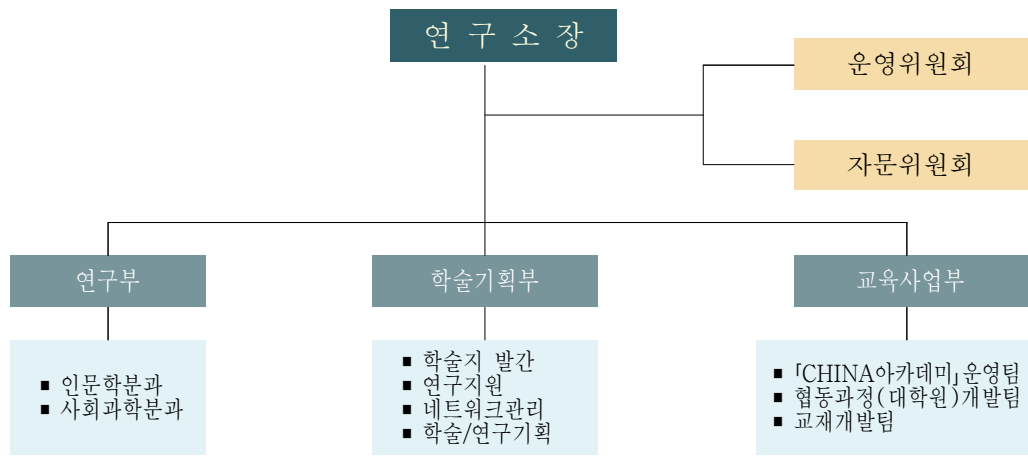 연 구 소 장
운영위원회
자문위원회
연구부
학술기획부
교육사업부
■ 인문학분과
■ 사회과학분과
■ 학술지 발간
■ 연구지원
■ 네트워크관리
■ 학술/연구기획
■ 「CHINA아카데미」운영팀
■ 협동과정(대학원)개발팀
■ 교재개발팀